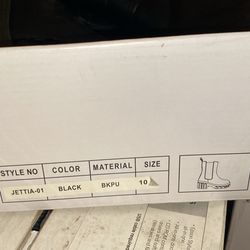 STYLE NO COLOR MATERIAL SIZE
JETTIA-01 BLACK BKPU 10